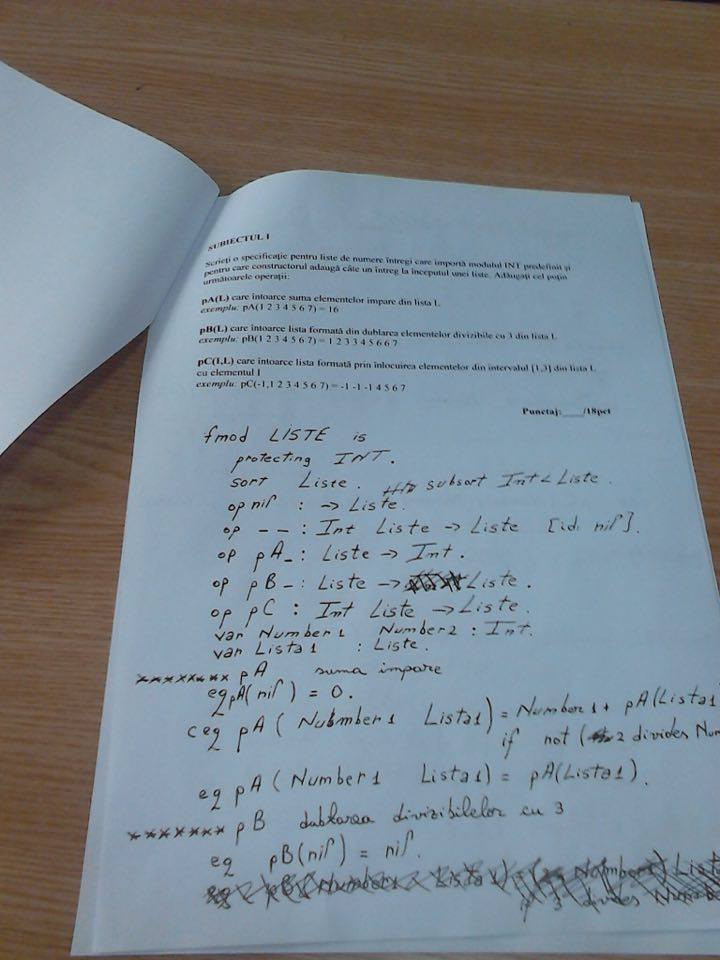 SUBIECTUL I
Scrieți o specificație pentru liste de numere întregi care importă modulul INT predefinit și
pentru care constructorul adaugă câte un întreg la începutul unei liste. Adăugați cel puțin
următoarele operații:
pA(L) care întoarce suma elementelor impare din lista L
exemplu: pA(1 2 3 4 5 6 7) = 16
pB(L) care întoarce lista formată din dublarea elementelor divizibile cu 3 din lista L
exemplu: pB(1 2 3 4 5 6 7) = 1 2 3 3 4 5 6 6 7
pC(I,L) care întoarce lista formată prin înlocuirea elementelor din intervalul [1,3] din lista L
cu elementul I
exemplu: pC(-1,1 2 3 4 5 6 7) = -1 -1 -1 4 5 6 7
Punctaj:____/18pct
fmod LISTE is
protecting INT.
sort Liste. subsort Int < Liste.
op nil : -> Liste.
op - - : Int Liste -> Liste [id: nil].
op pA_ : Liste -> Int.
op pB_ : Liste -> Liste.
op pC : Int Liste -> Liste.
var Number1 Number2 : Int.
var Lista1 : Liste.
******** pA suma impare
eq pA(nil) = 0.
ceq pA ( Nubmber1 Lista1) = Number1 + pA(Lista1
if not ( 2 divides Num
eq pA (Number1 Lista1) = pA(Lista1).
******* pB dublarea divizibilelor cu 3
eq pB(nil) = nil.